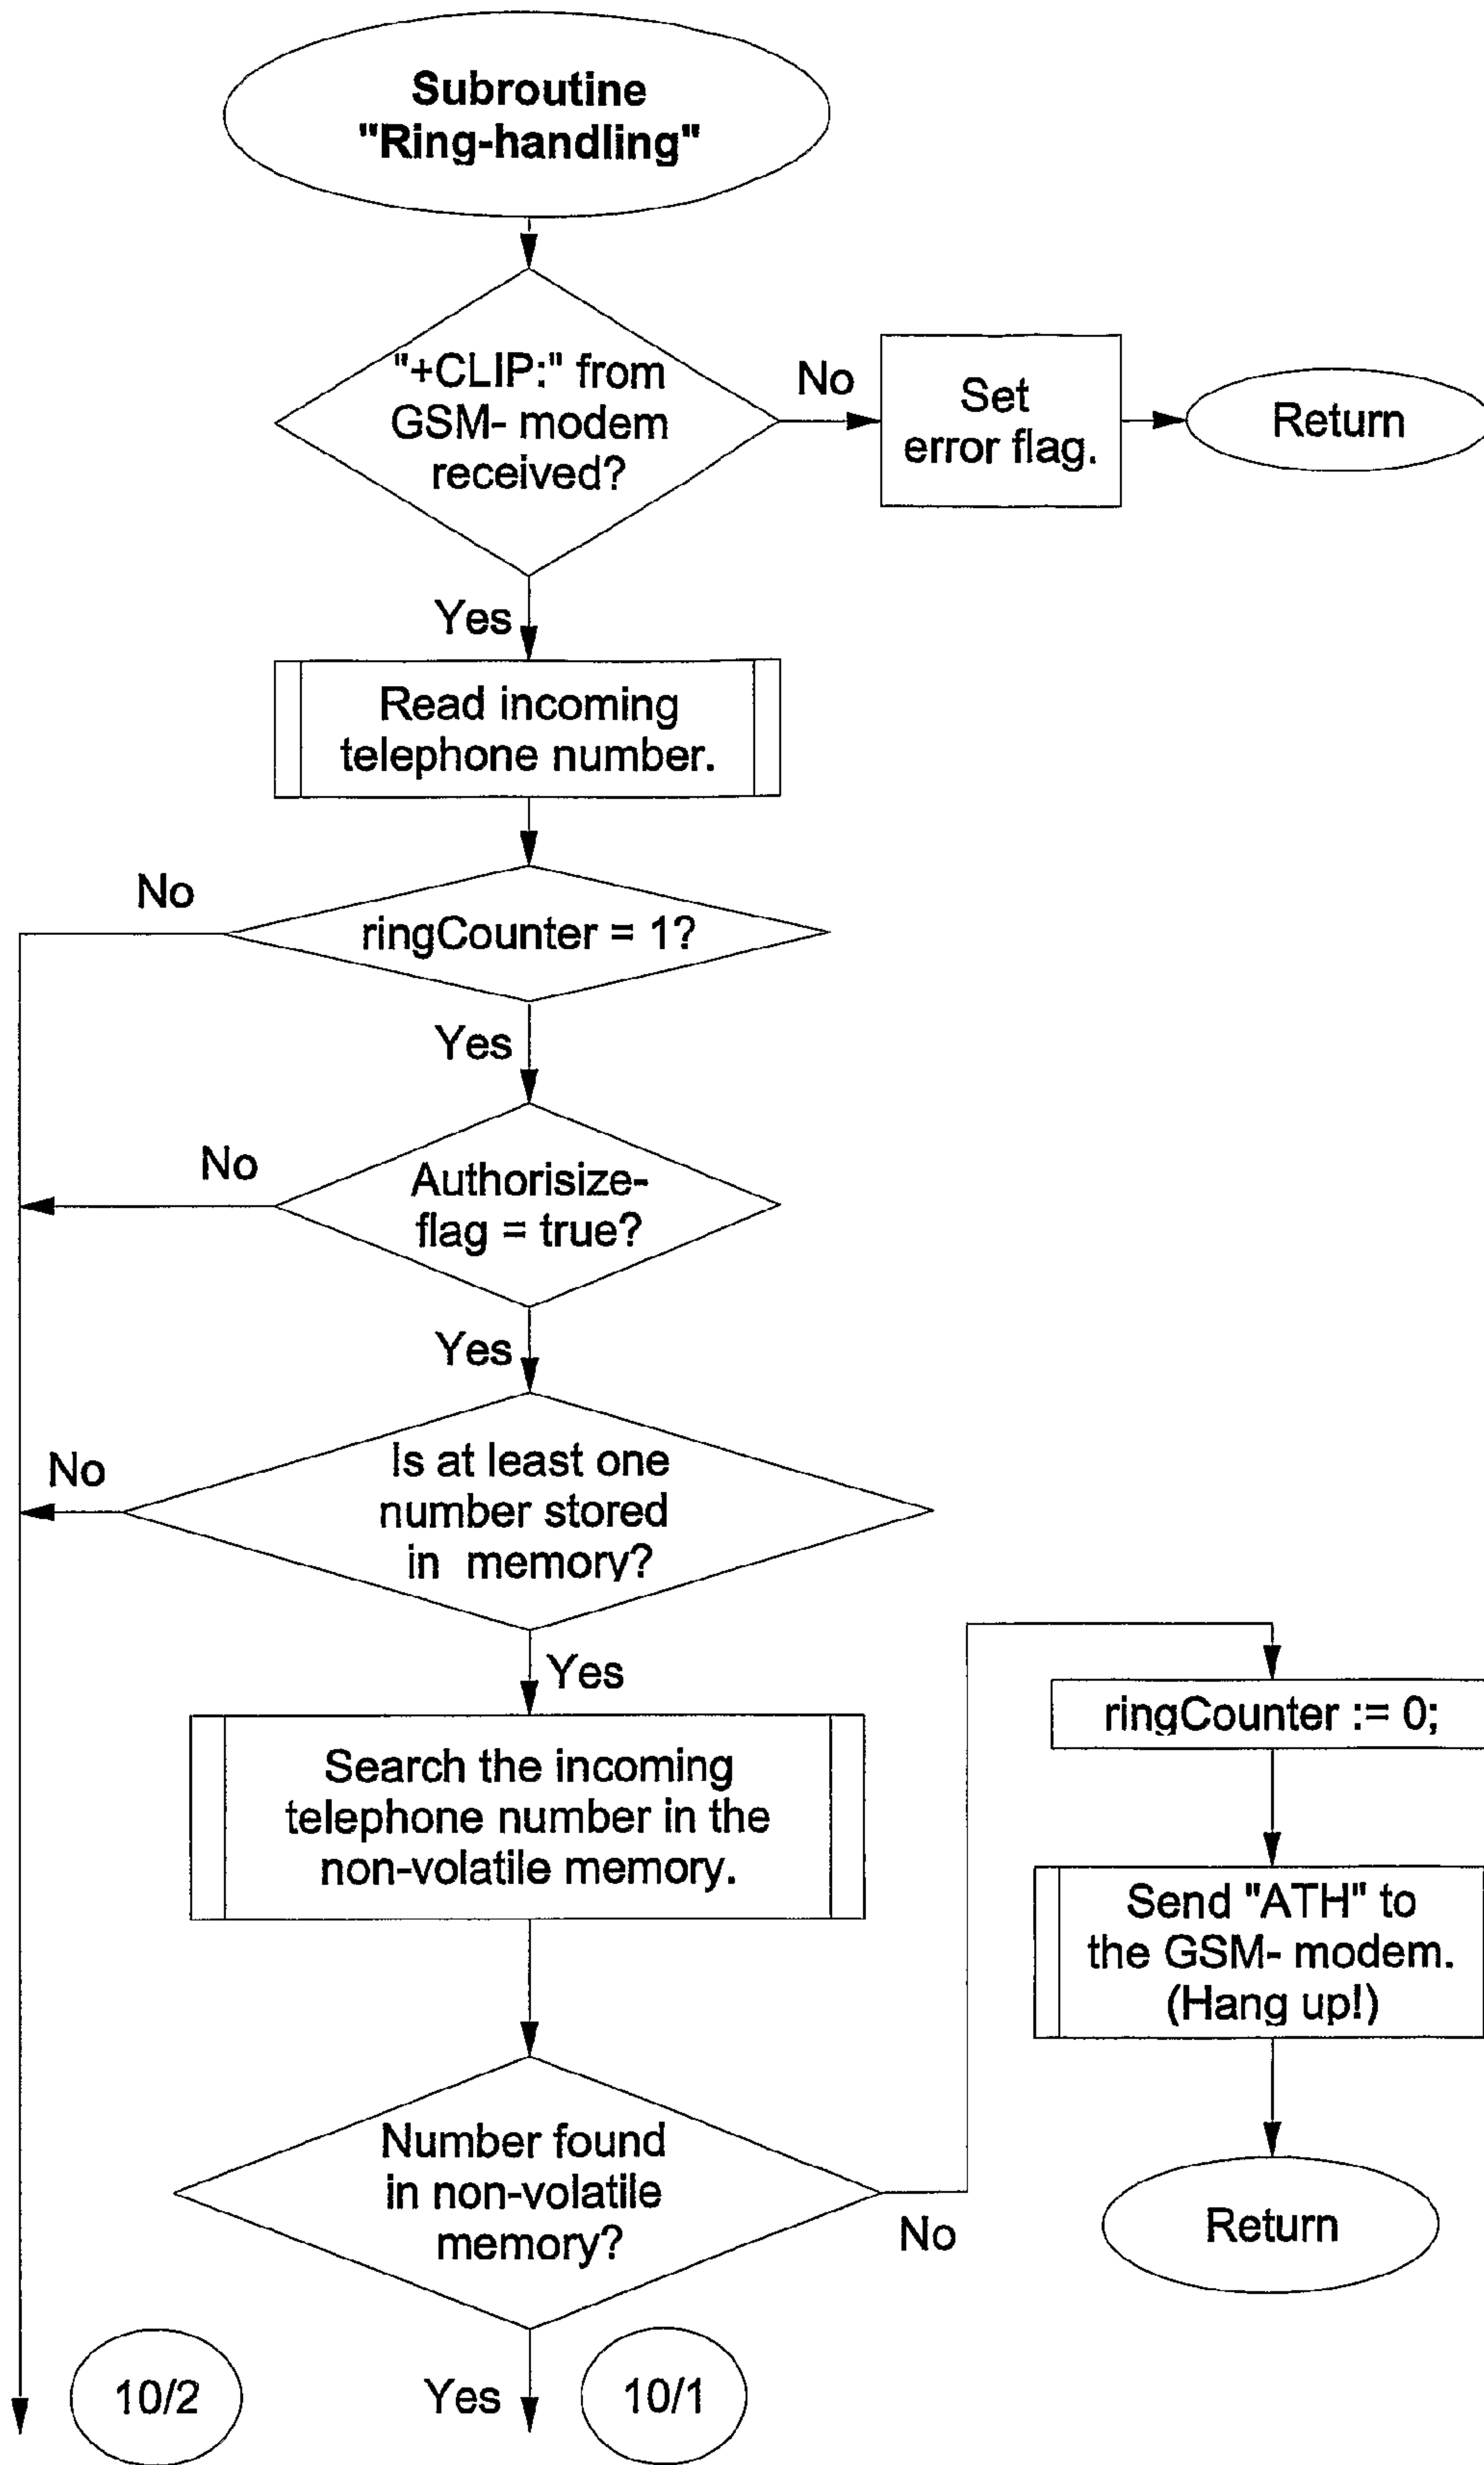 Subroutine
"Ring-handling"
"+CLIP:" from
GSM- modem
received?
No
Set
error flag.
Return
Yes
Read incoming
telephone number.
No
ringCounter = 1?
Yes
No
Authorisize-
flag = true?
Yes
No
Is at least one
number stored
in memory?
Yes
Search the incoming
telephone number in the
non-volatile memory.
ringCounter := 0;
Send "ATH" to
the GSM- modem.
(Hang up!)
Return
Number found
in non-volatile
memory?
No
10/2
Yes
10/1